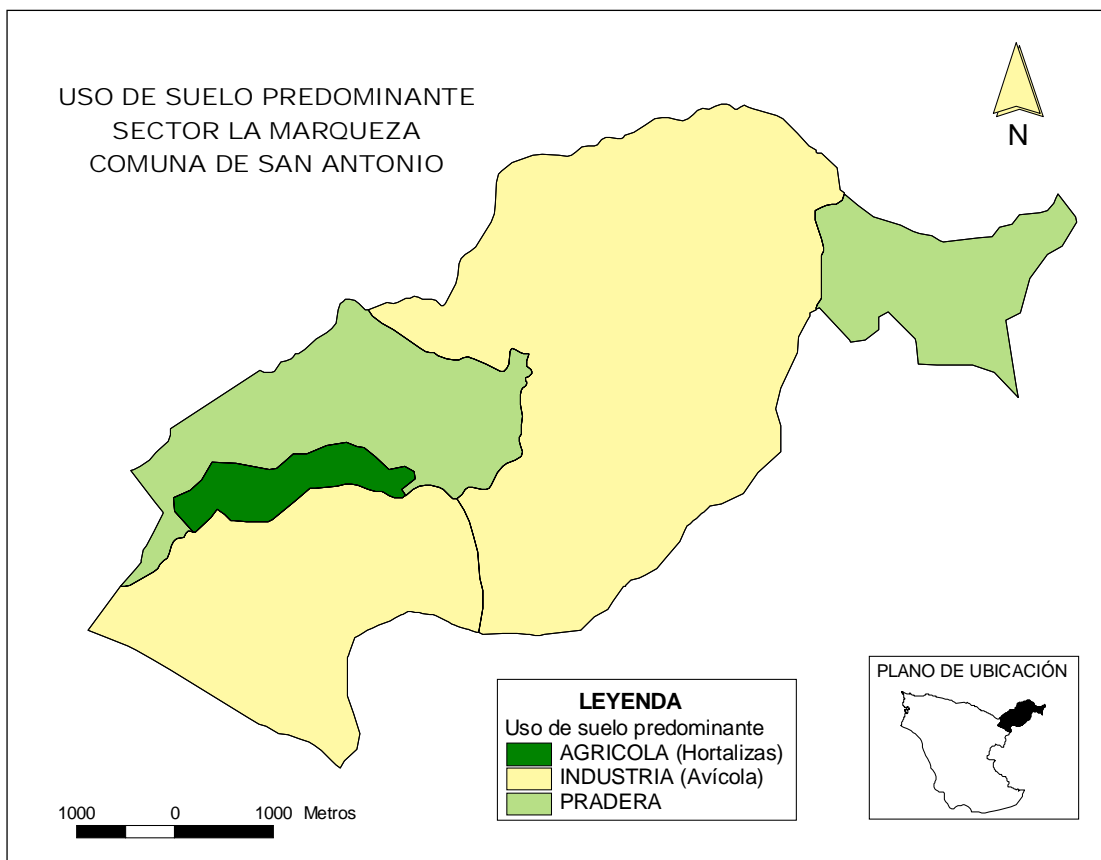 USO DE SUELO PREDOMINANTE
SECTOR LA MARQUEZA
COMUNA DE SAN ANTONIO
N
PLANO DE UBICACIÓN
LEYENDA
Uso de suelo predominante
AGRICOLA (Hortalizas)
INDUSTRIA (Avícola)
PRADERA
1000 0 1000 Metros